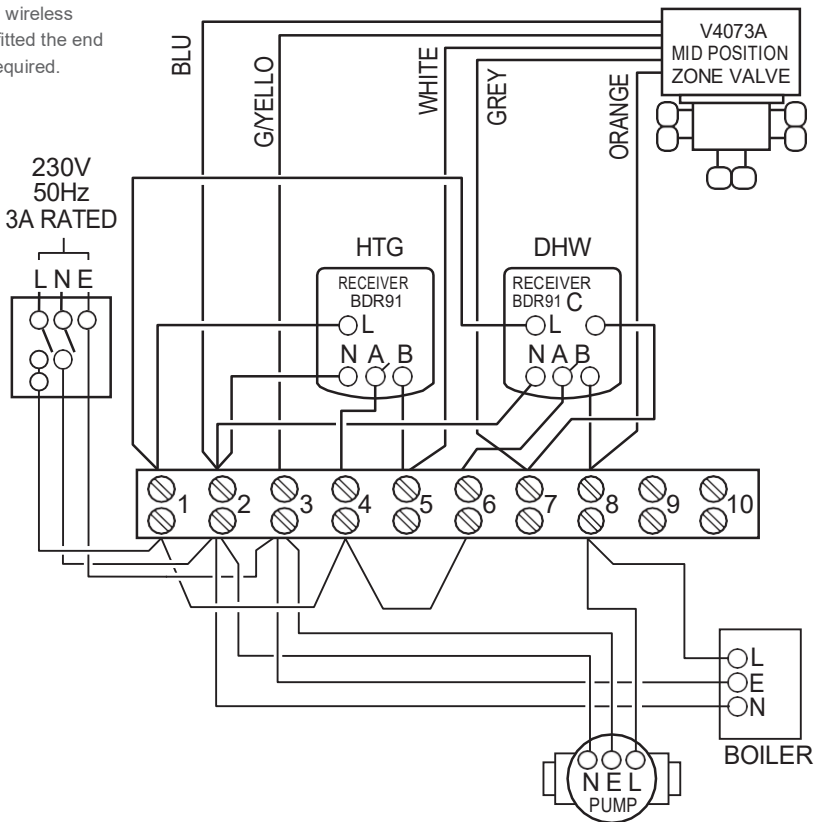 wireless
fitted the end
equired.
BLU
G/YELLO
WHITE
GREY
ORANGE
V4073A
MID POSITION
ZONE VALVE
230V
50Hz
3A RATED
L N E
HTG
RECEIVER
BDR91
L
N A B
DHW
RECEIVER
BDR91 C
L
N A B
1 2 3 4 5 6 7 8 9 10
L
E
N
BOILER
N E L
PUMP